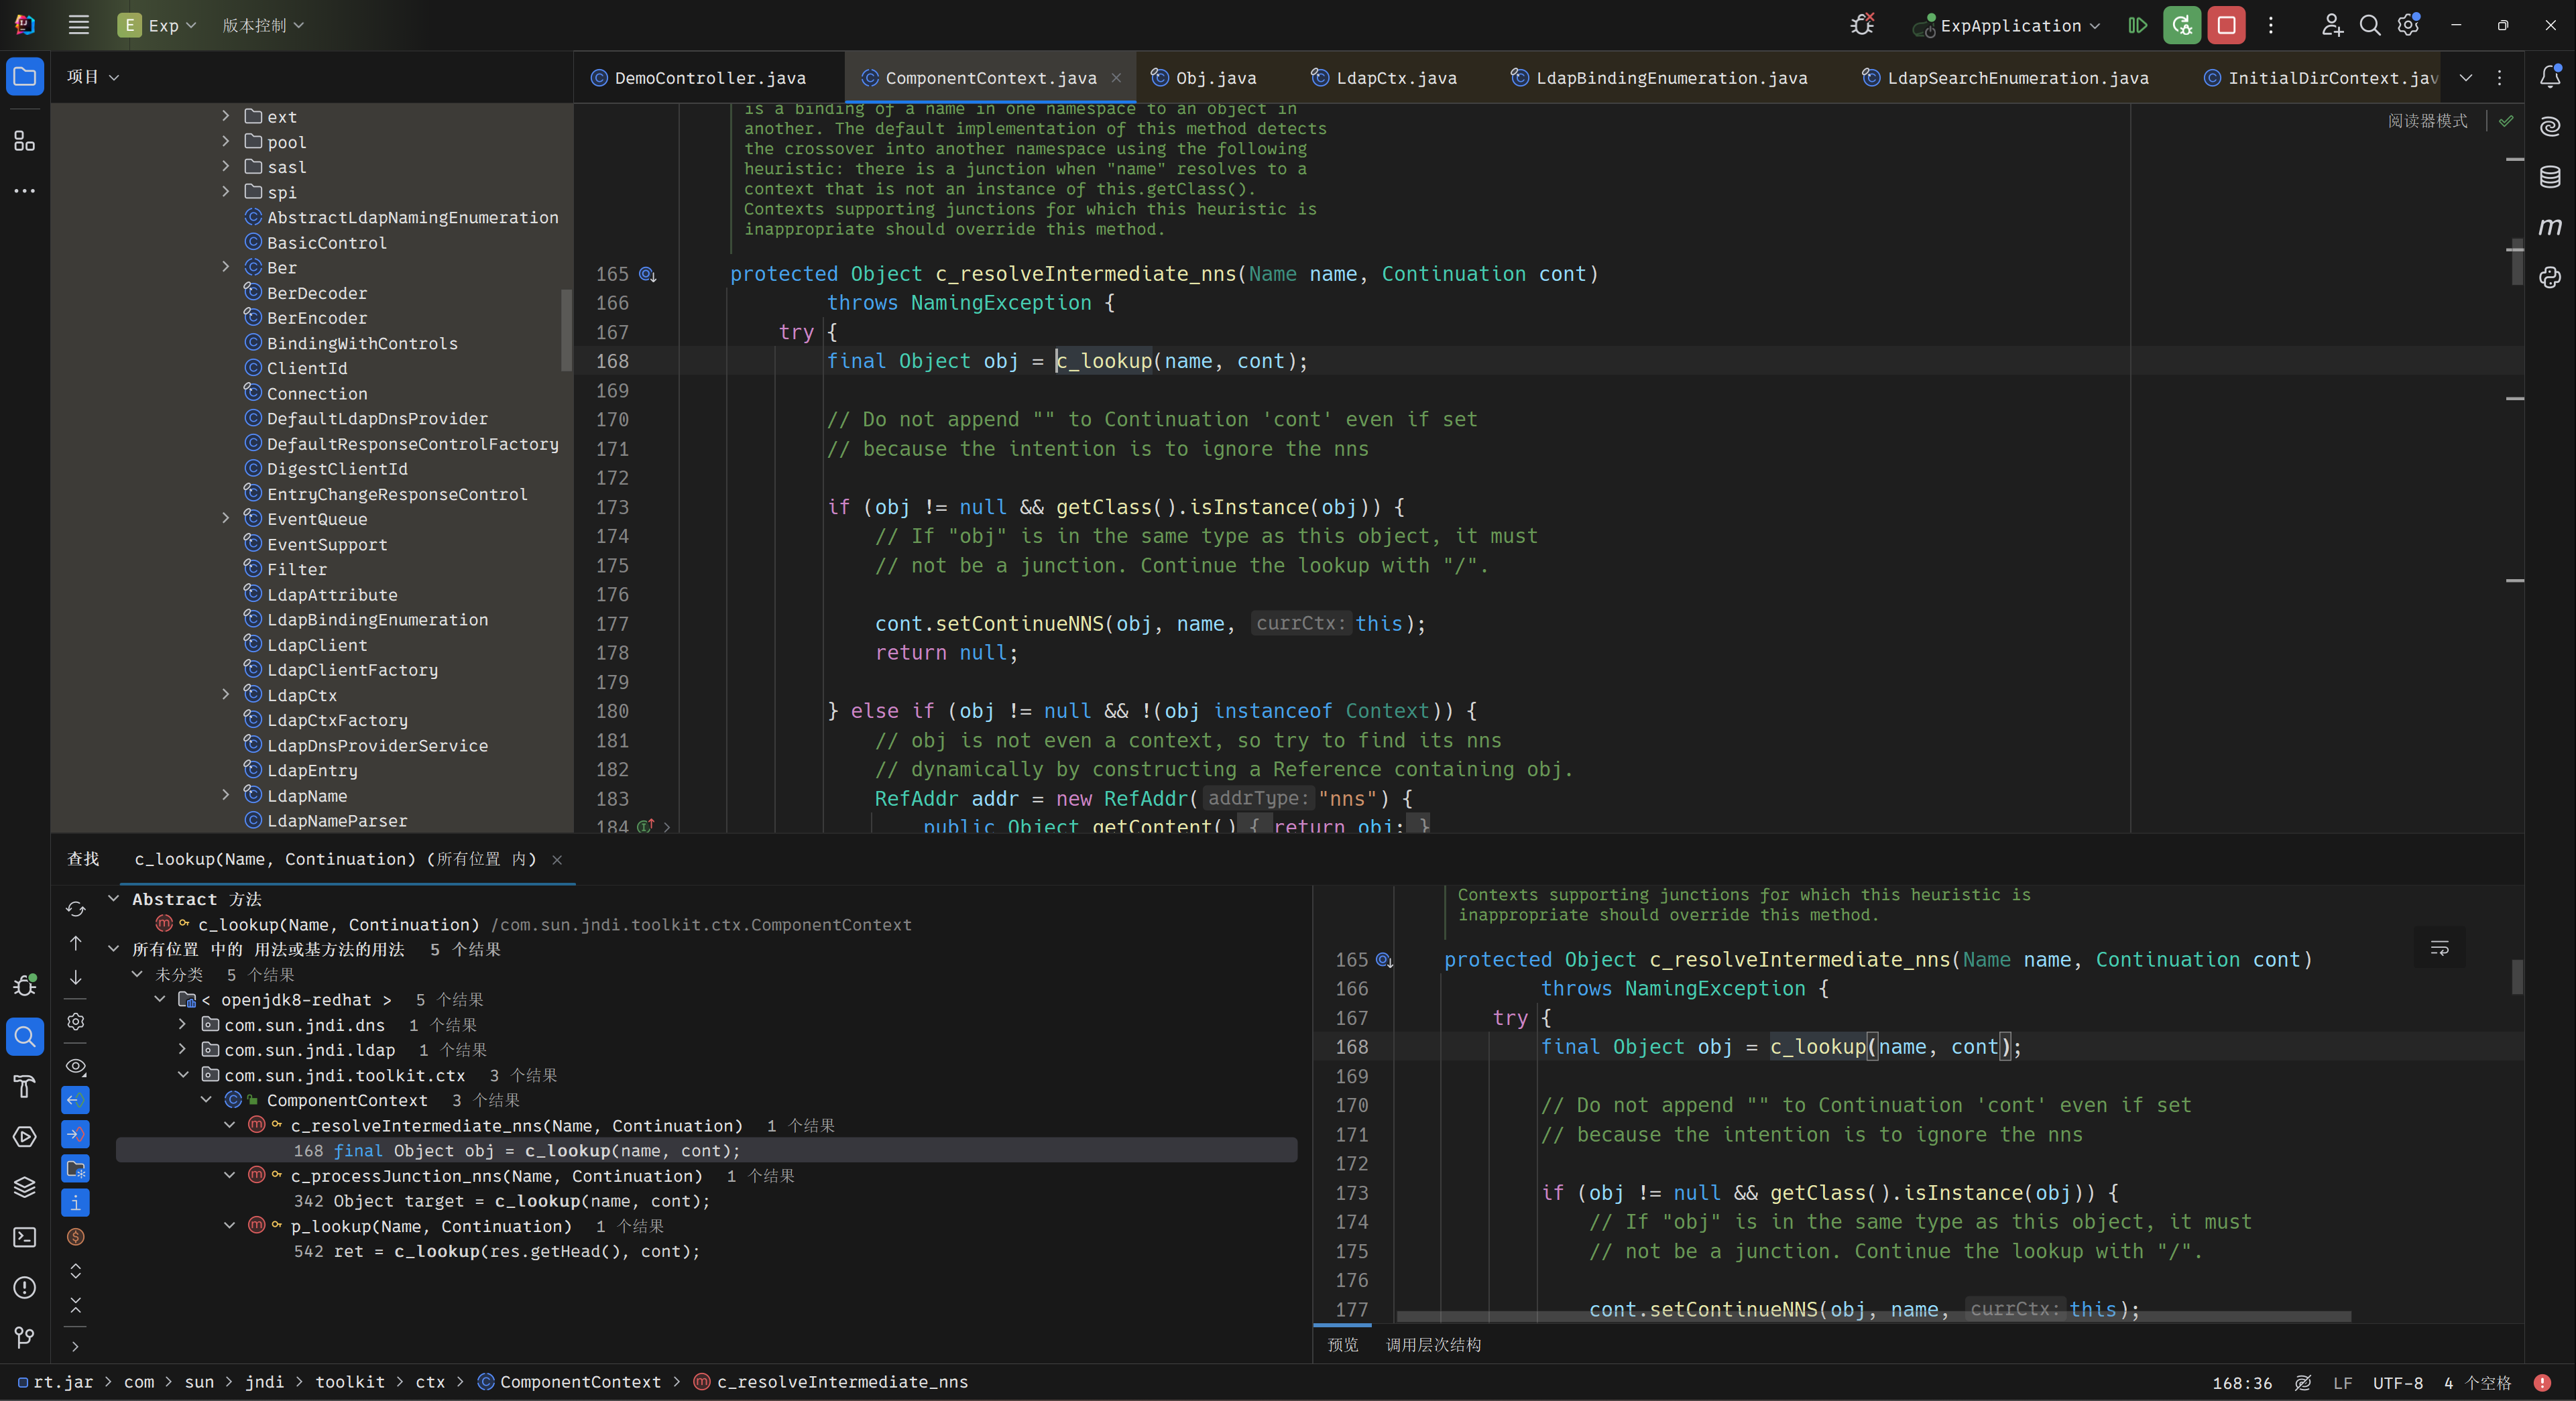 E Exp 版本控制 ExpApplication
项目
DemoController.java ComponentContext.java Obj.java LdapCtx.java LdapBindingEnumeration.java LdapSearchEnumeration.java InitialDirContext.jav
ext
pool
sasl
spi
AbstractLdapNamingEnumeration
BasicControl
Ber
BerDecoder
BerEncoder
BindingWithControls
ClientId
Connection
DefaultLdapDnsProvider
DefaultResponseControlFactory
DigestClientId
EntryChangeResponseControl
EventQueue
EventSupport
Filter
LdapAttribute
LdapBindingEnumeration
LdapClient
LdapClientFactory
LdapCtx
LdapCtxFactory
LdapDnsProviderService
LdapEntry
LdapName
LdapNameParser
阅读器模式
is a binding of a name in one namespace to an object in
another. The default implementation of this method detects
the crossover into another namespace using the following
heuristic: there is a junction when "name" resolves to a
context that is not an instance of this.getClass().
Contexts supporting junctions for which this heuristic is
inappropriate should override this method.
165 protected Object c_resolveIntermediate_nns(Name name, Continuation cont)
166 throws NamingException {
167 try {
168 final Object obj = c_lookup(name, cont);
169
170 // Do not append "" to Continuation 'cont' even if set
171 // because the intention is to ignore the nns
172
173 if (obj != null && getClass().isInstance(obj)) {
174 // If "obj" is in the same type as this object, it must
175 // not be a junction. Continue the lookup with "/".
176
177 cont.setContinueNNS(obj, name, currCtx: this);
178 return null;
179
180 } else if (obj != null && !(obj instanceof Context)) {
181 // obj is not even a context, so try to find its nns
182 // dynamically by constructing a Reference containing obj.
183 RefAddr addr = new RefAddr( addrType: "nns") {
184 public Object getContent() { return obj; }
查找 c_lookup(Name, Continuation) (所有位置 内)
Abstract 方法
c_lookup(Name, Continuation) /com.sun.jndi.toolkit.ctx.ComponentContext
所有位置 中的 用法或基方法的用法 5 个结果
未分类 5 个结果
< openjdk8-redhat > 5 个结果
com.sun.jndi.dns 1 个结果
com.sun.jndi.ldap 1 个结果
com.sun.jndi.toolkit.ctx 3 个结果
ComponentContext 3 个结果
c_resolveIntermediate_nns(Name, Continuation) 1 个结果
168 final Object obj = c_lookup(name, cont);
c_processJunction_nns(Name, Continuation) 1 个结果
342 Object target = c_lookup(name, cont);
p_lookup(Name, Continuation) 1 个结果
542 ret = c_lookup(res.getHead(), cont);
Contexts supporting junctions for which this heuristic is
inappropriate should override this method.
165 protected Object c_resolveIntermediate_nns(Name name, Continuation cont)
166 throws NamingException {
167 try {
168 final Object obj = c_lookup(name, cont);
169
170 // Do not append "" to Continuation 'cont' even if set
171 // because the intention is to ignore the nns
172
173 if (obj != null && getClass().isInstance(obj)) {
174 // If "obj" is in the same type as this object, it must
175 // not be a junction. Continue the lookup with "/".
176
177 cont.setContinueNNS(obj, name, currCtx: this);
预览 调用层次结构
rt.jar > com > sun > jndi > toolkit > ctx > ComponentContext > c_resolveIntermediate_nns
168:36 LF UTF-8 4 个空格